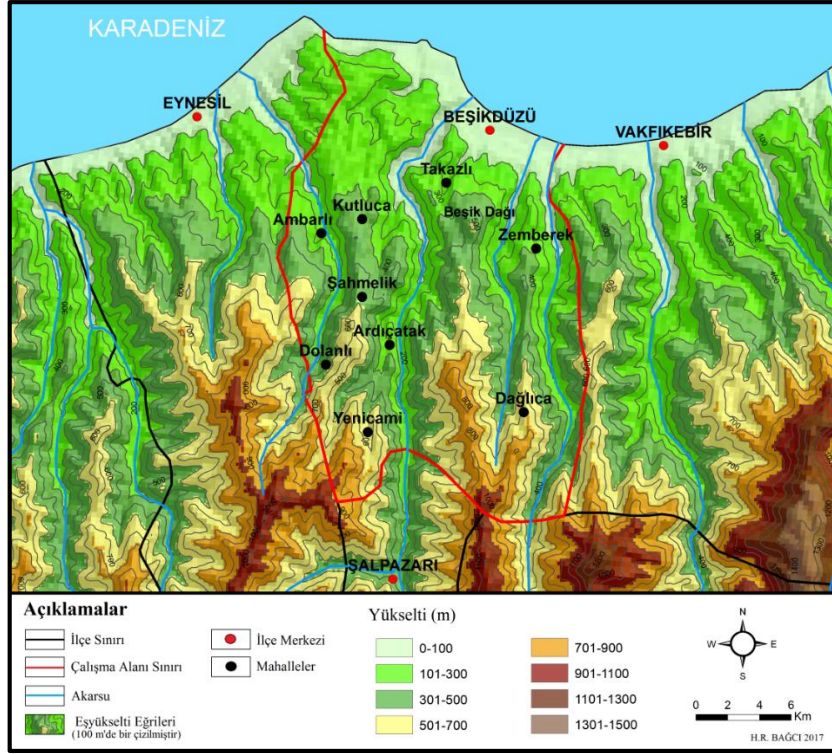 KARADENİZ
EYNESİL
BEŞİKDÜZÜ
VAKFIKEBİR
Takazlı
Kutluca
Beşik Dağı
Ambarlı
Zemberek
Şahmelik
Ardıçatak
Dolanlı
Dağlıca
Yenicami
ŞALPAZARI
Açıklamalar
İlçe Sınırı
Çalışma Alanı Sınırı
Akarsu
Eşyükselti Eğrileri
(100 m'de bir çizilmiştir)
İlçe Merkezi
Mahalleler
Yükselti (m)
0-100
101-300
301-500
501-700
701-900
901-1100
1101-1300
1301-1500
N
W E
S
0 2 4 6
Km
H.R. BAĞCI 2017